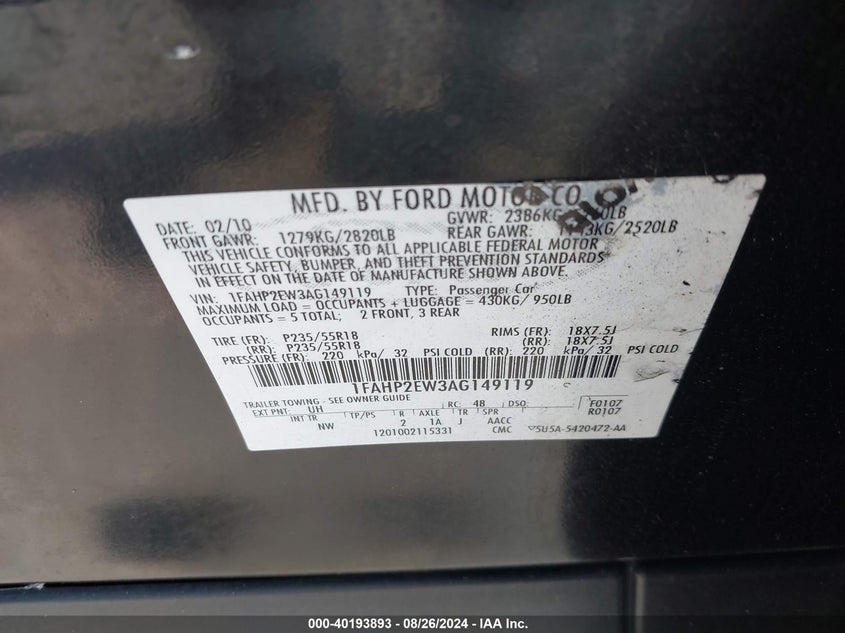 MFD. BY FORD MOTOR CO.
DATE: 02/10 GVWR: 2386KG
FRONT GAWR: 1279KG/2820LB REAR GAWR: /2520LB
THIS VEHICLE CONFORMS TO ALL APPLICABLE FEDERAL MOTOR
VEHICLE SAFETY, BUMPER, AND THEFT PREVENTION STANDARDS
IN EFFECT ON THE DATE OF MANUFACTURE SHOWN ABOVE.
VIN: 1FAHP2EW3AG149119 TYPE: Passenger Car
MAXIMUM LOAD = OCCUPANTS + LUGGAGE = 430KG/ 950LB
OCCUPANTS = 5 TOTAL; 2 FRONT, 3 REAR
TIRE (FR): P235/55R18 RIMS (FR): 18X7.5J
(RR): P235/55R18 (RR): 18X7.5J
PRESSURE (FR): 220 kPa/ 32 PSI COLD (RR): 220 kPa/ 32 PSI COLD
1FAHP2EW3AG149119
TRAILER TOWING - SEE OWNER GUIDE RC: 48 DSO: F0107
EXT PNT: UH R0107
INT TR TP/PS R AXLE TR SPR
NW 2 1A J AACC
1201002115331 CMC 5U5A-5420472-AA
000-40193893 - 08/26/2024 - IAA Inc.